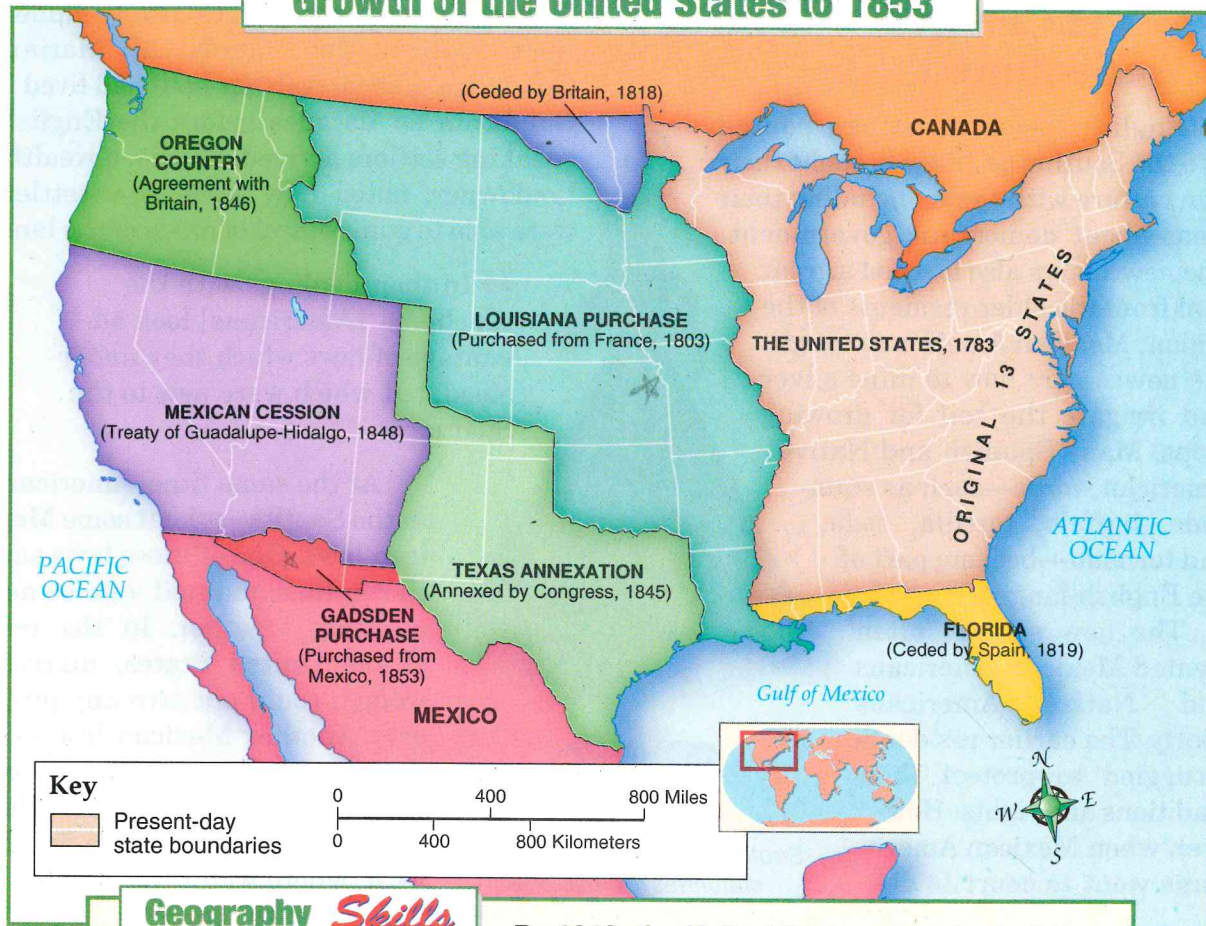 Growth of the United States to 1853
(Ceded by Britain, 1818)
CANADA
OREGON
COUNTRY
(Agreement with
Britain, 1846)
LOUISIANA PURCHASE
(Purchased from France, 1803)
THE UNITED STATES, 1783
ORIGINAL 13 STATES
MEXICAN CESSION
(Treaty of Guadalupe-Hidalgo, 1848)
ATLANTIC
OCEAN
PACIFIC
OCEAN
TEXAS ANNEXATION
(Annexed by Congress, 1845)
GADSDEN
PURCHASE
(Purchased from
Mexico, 1853)
FLORIDA
(Ceded by Spain, 1819)
Gulf of Mexico
MEXICO
N
W E
S
Key
Present-day
state boundaries
0 400 800 Miles
0 400 800 Kilometers
Geography Skills